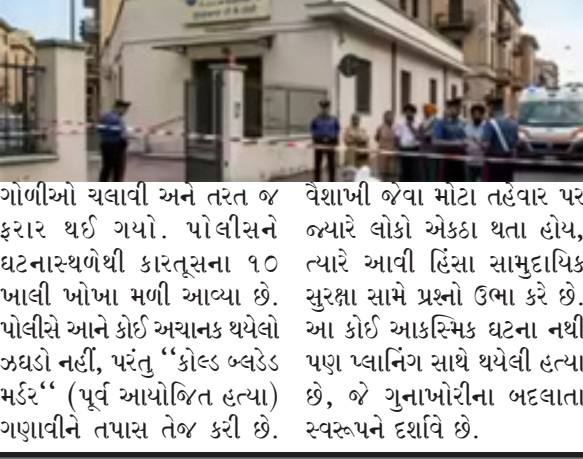 ગોળીઓ ચલાવી અને તરત જ
ફરાર થઈ ગયો. પોલીસને
ઘટનાસ્થળેથી કારતૂસના ૧૦
ખાલી ખોખા મળી આવ્યા છે.
પોલીસે આને કોઈ અચાનક થયેલો
ઝઘડો નહીં, પરંતુ ‘‘કોલ્ડ બ્લડેડ
મર્ડર‘‘ (પૂર્વ આયોજિત હત્યા)
ગણાવીને તપાસ તેજ કરી છે.
વૈશાખી જેવા મોટા તહેવાર પર
જ્યારે લોકો એકઠા થતા હોય,
ત્યારે આવી હિંસા સામુદાયિક
સુરક્ષા સામે પ્રશ્નો ઉભા કરે છે.
આ કોઈ આકસ્મિક ઘટના નથી
પણ પ્લાનિંગ સાથે થયેલી હત્યા
છે, જે ગુનાખોરીના બદલાતા
સ્વરૂપને દર્શાવે છે.